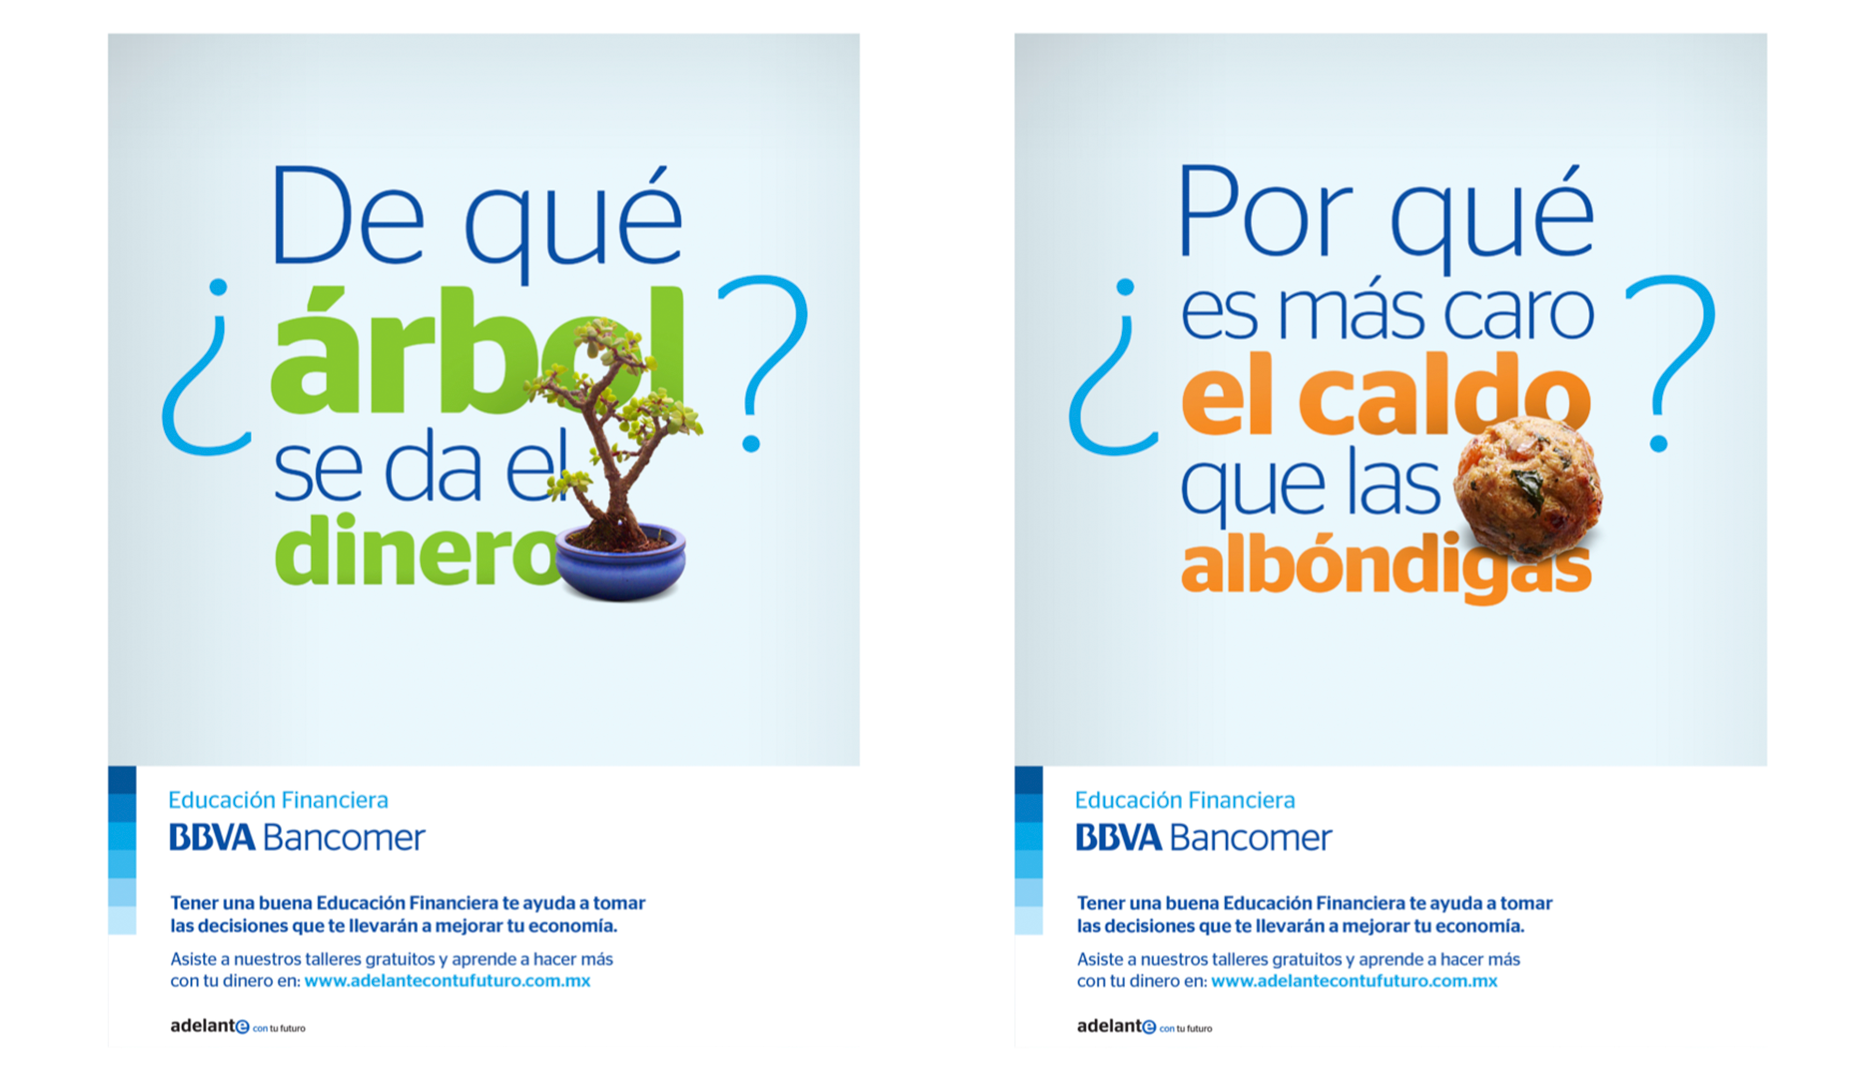 ¿De qué
árbol
se da el
dinero?
Educación Financiera
BBVA Bancomer
Tener una buena Educación Financiera te ayuda a tomar
las decisiones que te llevarán a mejorar tu economía.
Asiste a nuestros talleres gratuitos y aprende a hacer más
con tu dinero en: www.adelantecontufuturo.com.mx
adelante con tu futuro
¿Por qué
es más caro
el caldo
que las
albóndigas?
Educación Financiera
BBVA Bancomer
Tener una buena Educación Financiera te ayuda a tomar
las decisiones que te llevarán a mejorar tu economía.
Asiste a nuestros talleres gratuitos y aprende a hacer más
con tu dinero en: www.adelantecontufuturo.com.mx
adelante con tu futuro